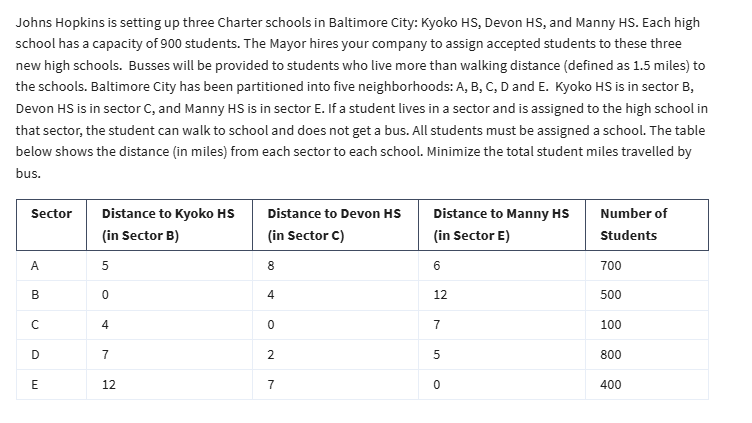 Johns Hopkins is setting up three Charter schools in Baltimore City: Kyoko HS, Devon HS, and Manny HS. Each high
school has a capacity of 900 students. The Mayor hires your company to assign accepted students to these three
new high schools.  Busses will be provided to students who live more than walking distance (defined as 1.5 miles) to
the schools. Baltimore City has been partitioned into five neighborhoods: A, B, C, D and E.  Kyoko HS is in sector B,
Devon HS is in sector C, and Manny HS is in sector E. If a student lives in a sector and is assigned to the high school in
that sector, the student can walk to school and does not get a bus. All students must be assigned a school. The table
below shows the distance (in miles) from each sector to each school. Minimize the total student miles travelled by
bus.
Sector Distance to Kyoko HS Distance to Devon HS Distance to Manny HS Number of
(in Sector B) (in Sector C) (in Sector E) Students
A 5 8 6 700
B 0 4 12 500
C 4 0 7 100
D 7 2 5 800
E 12 7 0 400